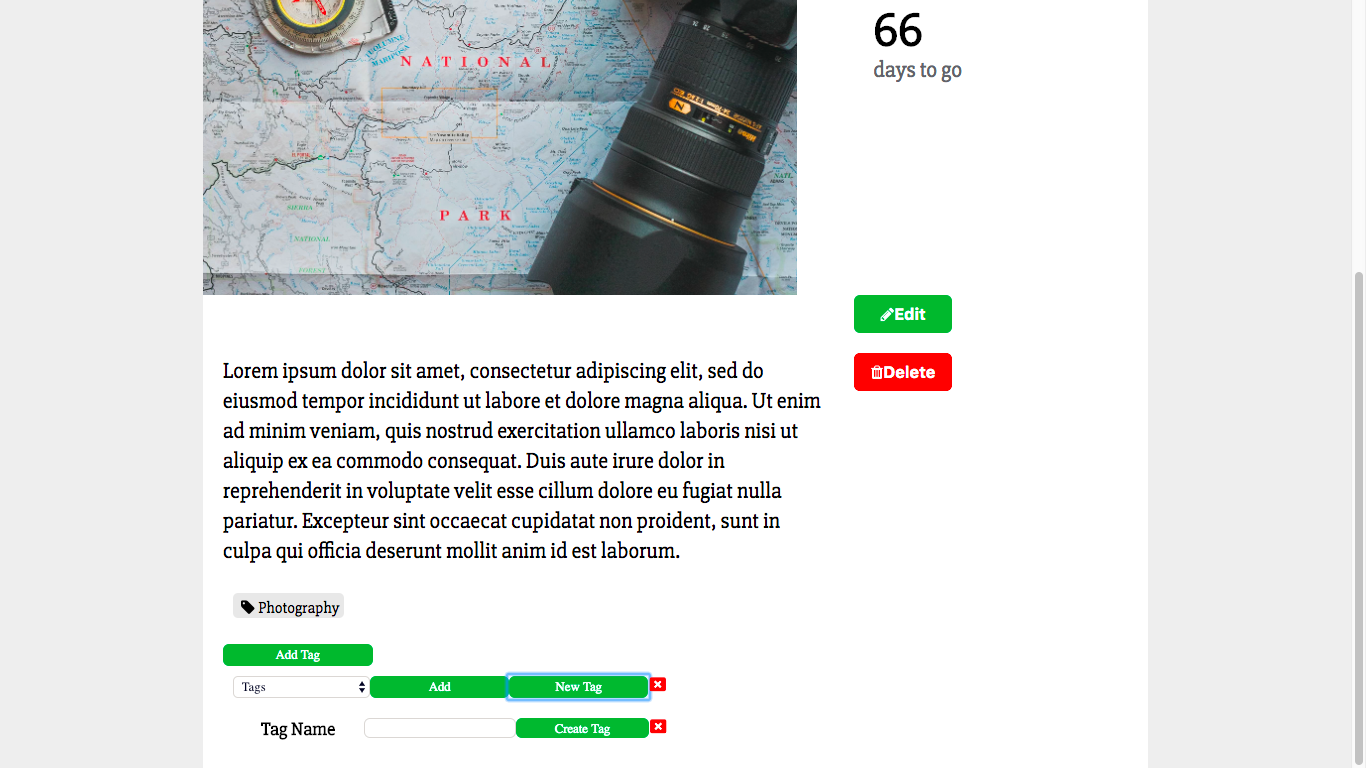 66
days to go
NATIONAL
PARK
SIERRA
NATIONAL
FOREST
Edit
Delete
Lorem ipsum dolor sit amet, consectetur adipiscing elit, sed do
eiusmod tempor incididunt ut labore et dolore magna aliqua. Ut enim
ad minim veniam, quis nostrud exercitation ullamco laboris nisi ut
aliquip ex ea commodo consequat. Duis aute irure dolor in
reprehenderit in voluptate velit esse cillum dolore eu fugiat nulla
pariatur. Excepteur sint occaecat cupidatat non proident, sunt in
culpa qui officia deserunt mollit anim id est laborum.
Photography
Add Tag
Tags Add New Tag
Tag Name Create Tag